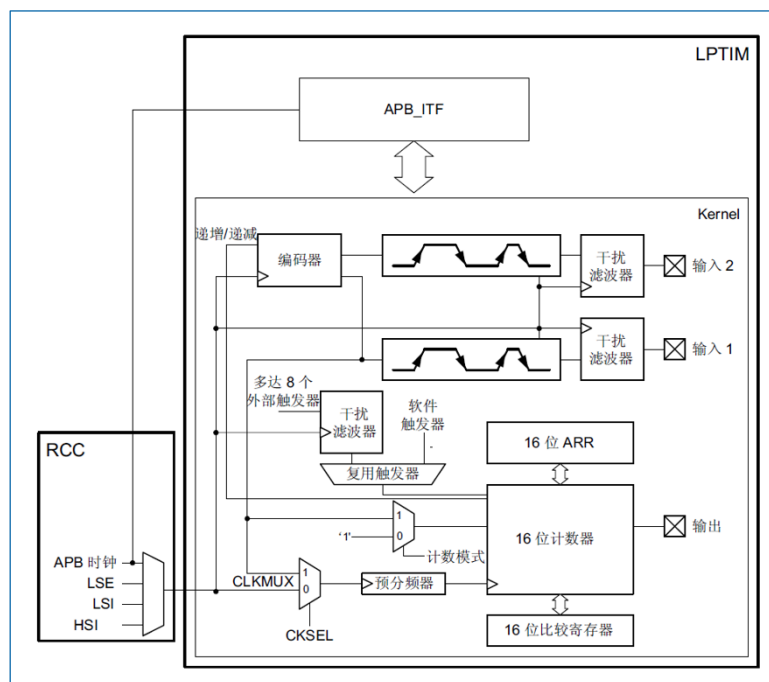 LPTIM
APB_ITF
Kernel
递增/递减
编码器
干扰
滤波器
输入 2
干扰
滤波器
输入 1
多达 8 个
外部触发器
干扰
滤波器
软件
触发器
复用触发器
16 位 ARR
RCC
‘1’
1
0
计数模式
16 位计数器
输出
APB 时钟
LSE
LSI
HSI
CLKMUX
1
0
预分频器
CKSEL
16 位比较寄存器